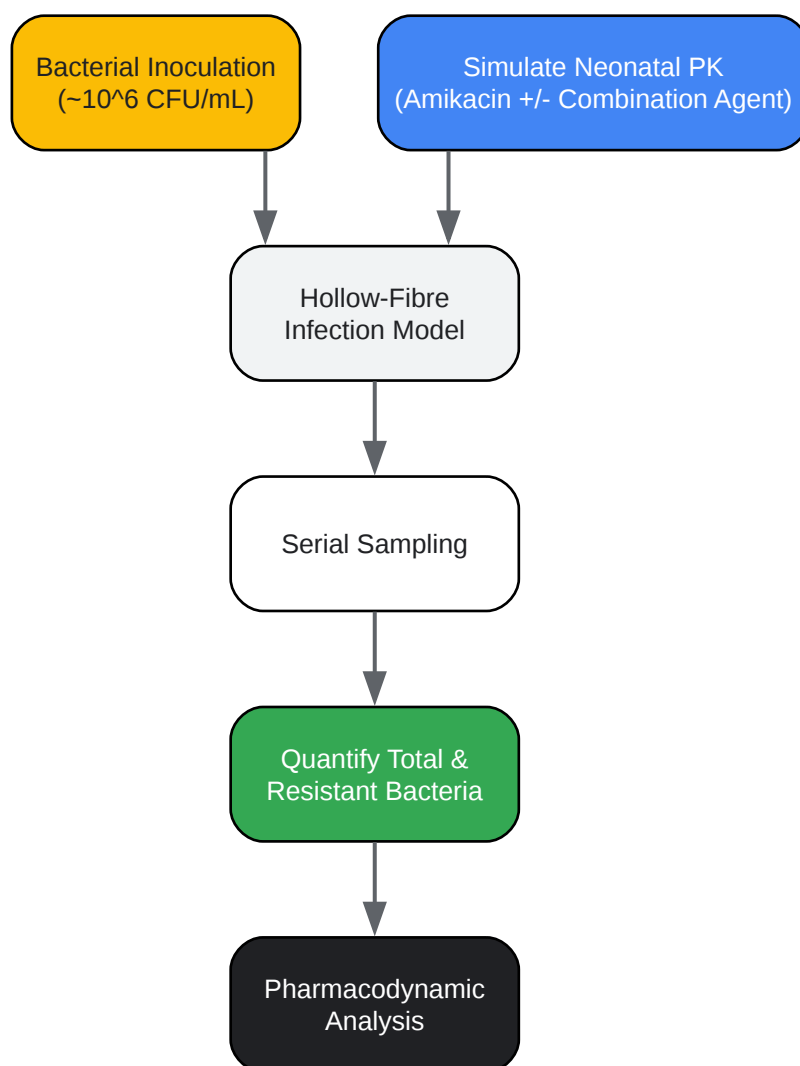 Bacterial Inoculation
(~10^6 CFU/mL)
Simulate Neonatal PK
(Amikacin +/- Combination Agent)
Hollow-Fibre
Infection Model
Serial Sampling
Quantify Total &
Resistant Bacteria
Pharmacodynamic
Analysis